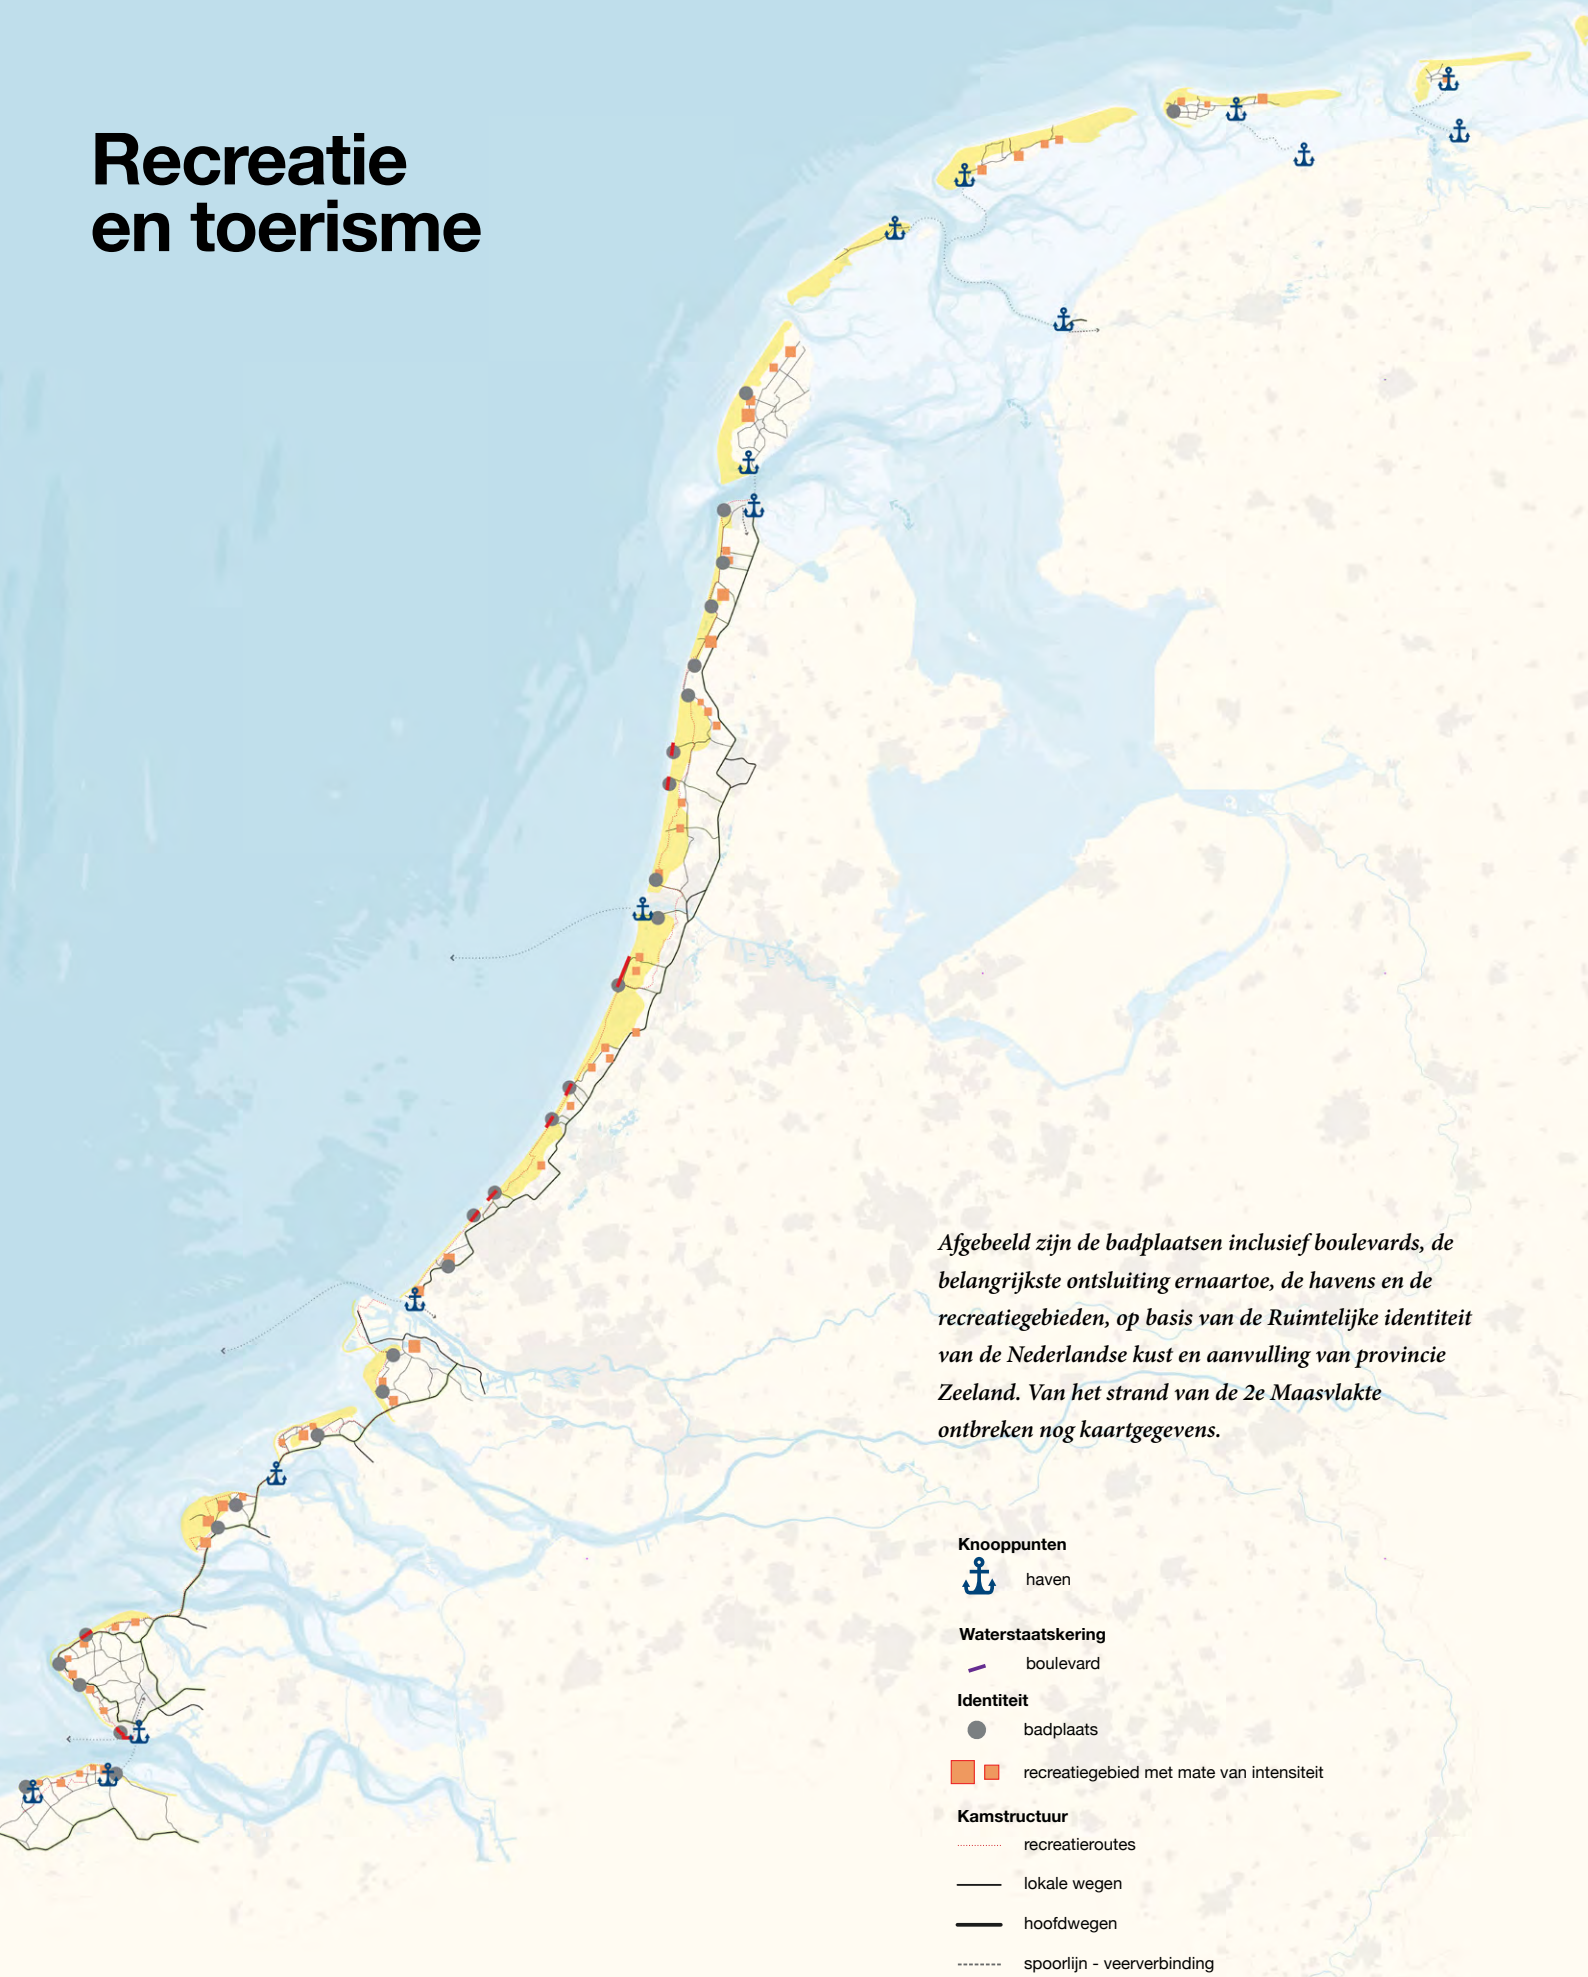 Recreatie
en toerisme
Afgebeeld zijn de badplaatsen inclusief boulevards, de
belangrijkste ontsluiting ernaartoe, de havens en de
recreatiegebieden, op basis van de Ruimtelijke identiteit
van de Nederlandse kust en aanvulling van provincie
Zeeland. Van het strand van de 2e Maasvlakte
ontbreken nog kaartgegevens.
Knooppunten
haven
Waterstaatskering
boulevard
Identiteit
badplaats
recreatiegebied met mate van intensiteit
Kamstructuur
recreatieroutes
lokale wegen
hoofdwegen
spoorlijn - veerverbinding